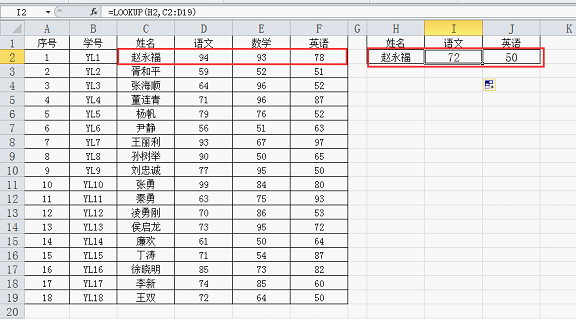 I2 fx =LOOKUP(H2,C2:D19)
A B C D E F G H I J K
1 序号 学号 姓名 语文 数学 英语 姓名 语文 英语
2 1 YL1 赵永福 94 93 78 赵永福 72 50
3 2 YL2 胥和平 59 52 51
4 3 YL3 张海顺 64 96 52
5 4 YL4 董连青 71 96 87
6 5 YL5 杨帆 79 76 52
7 6 YL6 尹静 56 51 63
8 7 YL7 王丽利 93 67 97
9 8 YL8 孙树举 90 50 65
10 9 YL9 刘忠诚 77 95 50
11 10 YL10 张勇 99 84 80
12 11 YL11 秦勇 63 75 93
13 12 YL12 凌勇刚 70 86 53
14 13 YL13 侯启龙 73 95 72
15 14 YL14 廉欢 61 50 64
16 15 YL15 丁涛 71 54 87
17 16 YL16 徐晓明 85 73 82
18 17 YL17 李新 74 85 60
19 18 YL18 王双 72 64 50
20